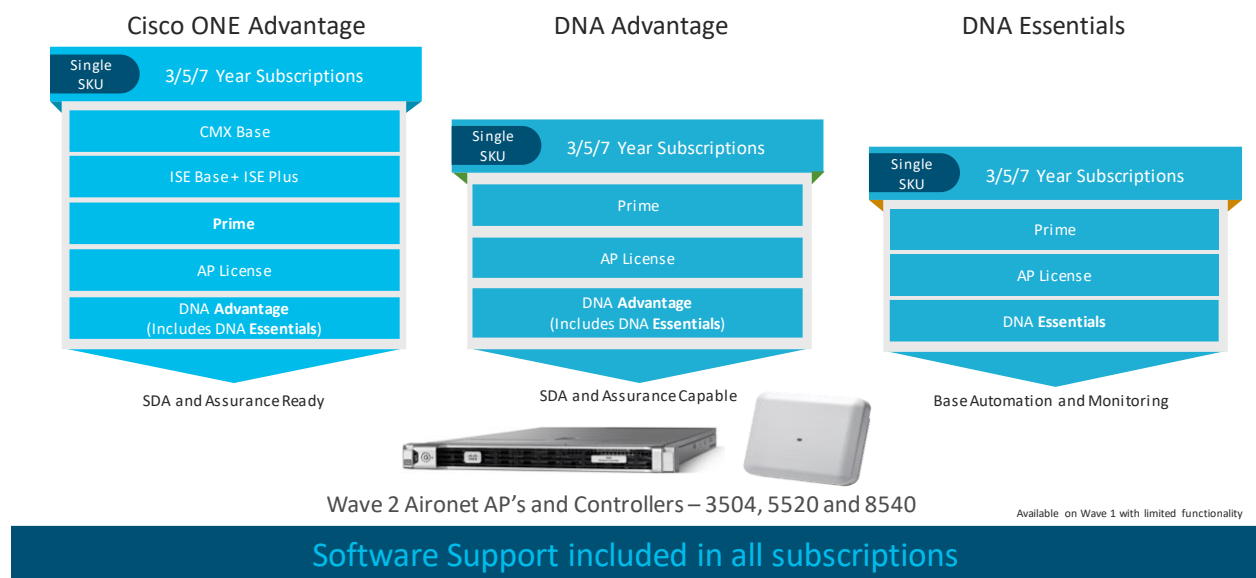 Cisco ONE Advantage
Single
SKU
3/5/7 Year Subscriptions
CMX Base
ISE Base + ISE Plus
Prime
AP License
DNA Advantage
(Includes DNA Essentials)
SDA and Assurance Ready
DNA Advantage
Single
SKU
3/5/7 Year Subscriptions
Prime
AP License
DNA Advantage
(Includes DNA Essentials)
SDA and Assurance Capable
DNA Essentials
Single
SKU
3/5/7 Year Subscriptions
Prime
AP License
DNA Essentials
Base Automation and Monitoring
Wave 2 Aironet AP's and Controllers – 3504, 5520 and 8540
Available on Wave 1 with limited functionality
Software Support included in all subscriptions